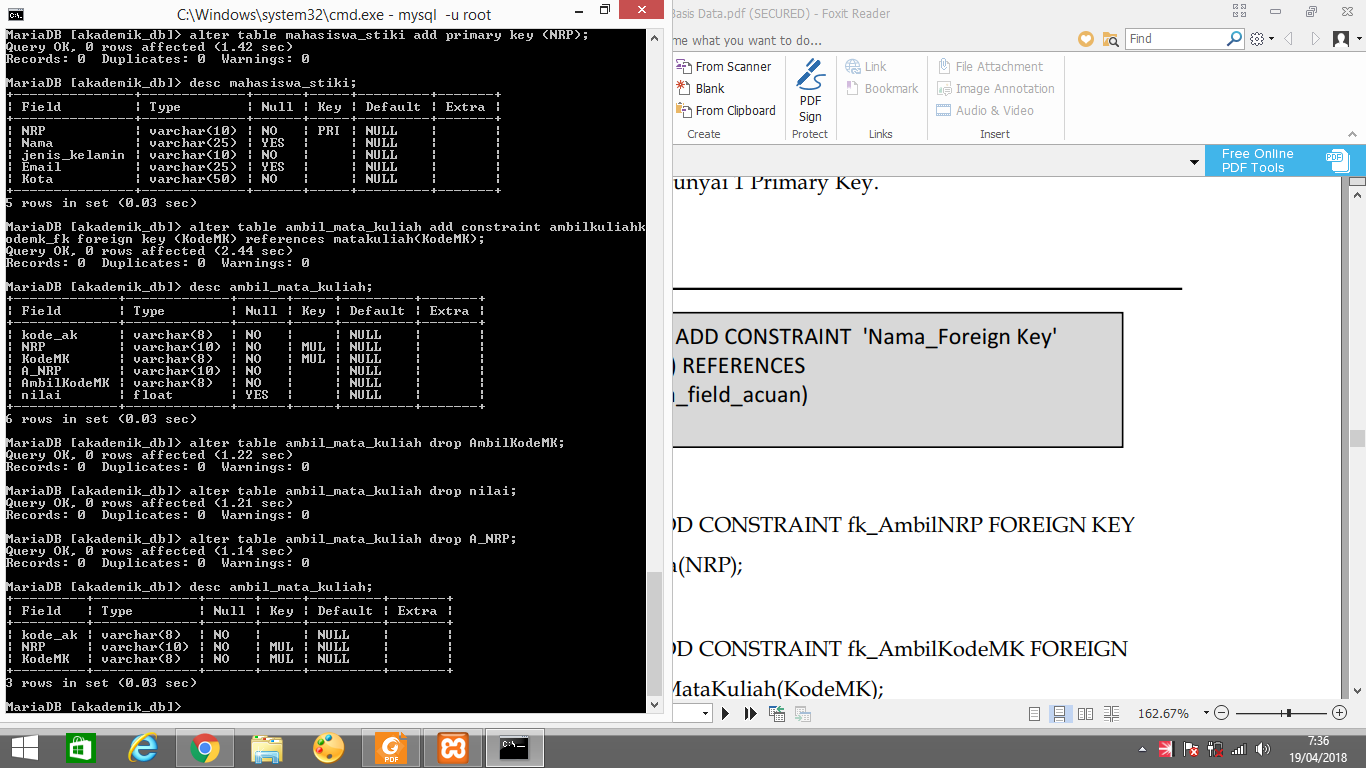 C:\Windows\system32\cmd.exe - mysql  -u root
MariaDB [akademik_db]> alter table mahasiswa_stiki add primary key (NRP);
Query OK, 0 rows affected (1.42 sec)
Records: 0  Duplicates: 0  Warnings: 0
MariaDB [akademik_db]> desc mahasiswa_stiki;
+---------------+-------------+------+-----+---------+-------+
| Field         | Type        | Null | Key | Default | Extra |
+---------------+-------------+------+-----+---------+-------+
| NRP           | varchar(10) | NO   | PRI | NULL    |       |
| Nama          | varchar(25) | YES  |     | NULL    |       |
| jenis_kelamin | varchar(10) | NO   |     | NULL    |       |
| Email         | varchar(25) | YES  |     | NULL    |       |
| Kota          | varchar(50) | NO   |     | NULL    |       |
+---------------+-------------+------+-----+---------+-------+
5 rows in set (0.03 sec)
MariaDB [akademik_db]> alter table ambil_mata_kuliah add constraint ambilkuliahk
odemk_fk foreign key (KodeMK) references matakuliah(KodeMK);
Query OK, 0 rows affected (2.44 sec)
Records: 0  Duplicates: 0  Warnings: 0
MariaDB [akademik_db]> desc ambil_mata_kuliah;
+-------------+-------------+------+-----+---------+-------+
| Field       | Type        | Null | Key | Default | Extra |
+-------------+-------------+------+-----+---------+-------+
| kode_ak     | varchar(8)  | NO   |     | NULL    |       |
| NRP         | varchar(10) | NO   | MUL | NULL    |       |
| KodeMK      | varchar(8)  | NO   | MUL | NULL    |       |
| A_NRP       | varchar(10) | NO   |     | NULL    |       |
| AmbilKodeMK | varchar(8)  | NO   |     | NULL    |       |
| nilai       | float       | YES  |     | NULL    |       |
+-------------+-------------+------+-----+---------+-------+
6 rows in set (0.03 sec)
MariaDB [akademik_db]> alter table ambil_mata_kuliah drop AmbilKodeMK;
Query OK, 0 rows affected (1.22 sec)
Records: 0  Duplicates: 0  Warnings: 0
MariaDB [akademik_db]> alter table ambil_mata_kuliah drop nilai;
Query OK, 0 rows affected (1.21 sec)
Records: 0  Duplicates: 0  Warnings: 0
MariaDB [akademik_db]> alter table ambil_mata_kuliah drop A_NRP;
Query OK, 0 rows affected (1.14 sec)
Records: 0  Duplicates: 0  Warnings: 0
MariaDB [akademik_db]> desc ambil_mata_kuliah;
+---------+-------------+------+-----+---------+-------+
| Field   | Type        | Null | Key | Default | Extra |
+---------+-------------+------+-----+---------+-------+
| kode_ak | varchar(8)  | NO   |     | NULL    |       |
| NRP     | varchar(10) | NO   | MUL | NULL    |       |
| KodeMK  | varchar(8)  | NO   | MUL | NULL    |       |
+---------+-------------+------+-----+---------+-------+
3 rows in set (0.03 sec)
MariaDB [akademik_db]>
Basis Data.pdf (SECURED) - Foxit Reader
me what you want to do...
Find
From Scanner
Blank
From Clipboard
Create
PDF
Sign
Protect
Link
Bookmark
Links
File Attachment
Image Annotation
Audio & Video
Insert
Free Online
PDF Tools
PDF
unyai 1 Primary Key.
ADD CONSTRAINT  'Nama_Foreign Key'
) REFERENCES
_field_acuan)
DD CONSTRAINT fk_AmbilNRP FOREIGN KEY
a(NRP);
DD CONSTRAINT fk_AmbilKodeMK FOREIGN
MataKuliah(KodeMK);
162.67%
PDF
C:\
7:36
19/04/2018